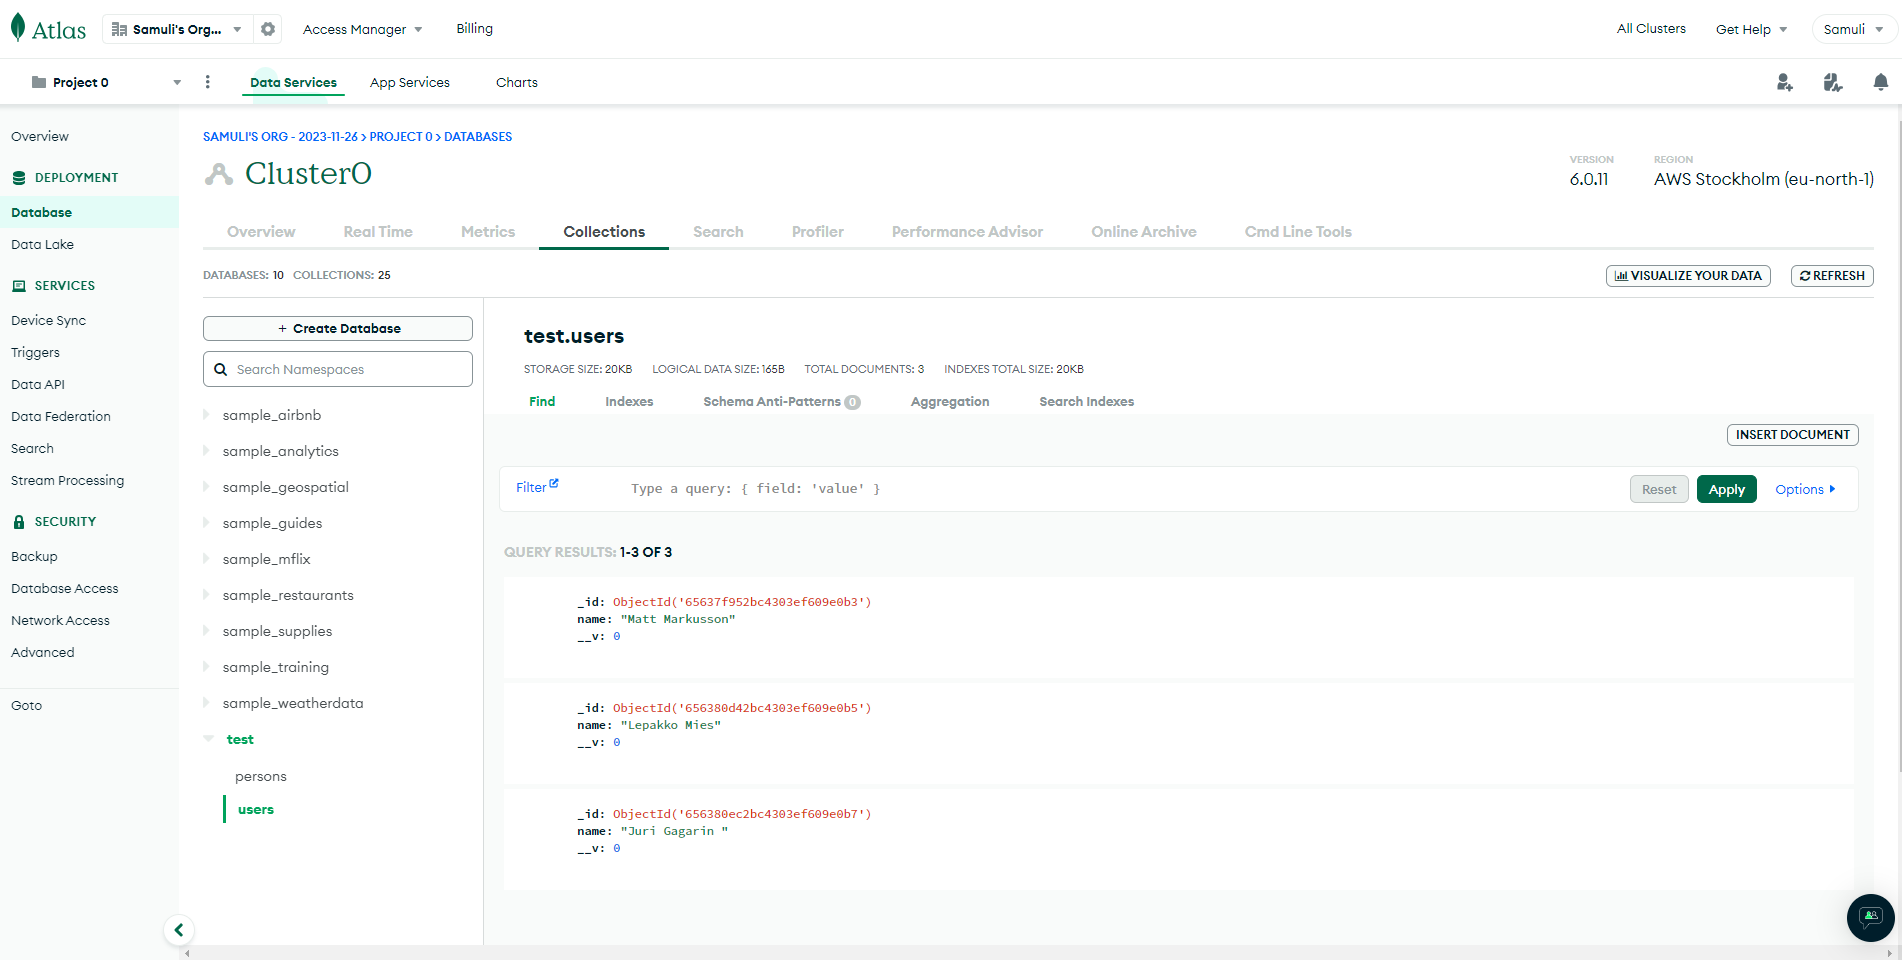 Atlas
Samuli's Org...
Access Manager
Billing
All Clusters
Get Help
Samuli
Project 0
Data Services
App Services
Charts
Overview
DEPLOYMENT
Database
Data Lake
SERVICES
Device Sync
Triggers
Data API
Data Federation
Search
Stream Processing
SECURITY
Backup
Database Access
Network Access
Advanced
Goto
SAMULI'S ORG - 2023-11-26 > PROJECT 0 > DATABASES
Cluster0
VERSION
6.0.11
REGION
AWS Stockholm (eu-north-1)
Overview
Real Time
Metrics
Collections
Search
Profiler
Performance Advisor
Online Archive
Cmd Line Tools
DATABASES: 10 COLLECTIONS: 25
VISUALIZE YOUR DATA
REFRESH
+ Create Database
Search Namespaces
sample_airbnb
sample_analytics
sample_geospatial
sample_guides
sample_mflix
sample_restaurants
sample_supplies
sample_training
sample_weatherdata
test
persons
users
test.users
STORAGE SIZE: 20KB LOGICAL DATA SIZE: 165B TOTAL DOCUMENTS: 3 INDEXES TOTAL SIZE: 20KB
Find
Indexes
Schema Anti-Patterns 0
Aggregation
Search Indexes
INSERT DOCUMENT
Filter
Type a query: { field: 'value' }
Reset
Apply
Options
QUERY RESULTS: 1-3 OF 3
_id: ObjectId('65637f952bc4303ef609e0b3')
name: "Matt Markusson"
__v: 0
_id: ObjectId('656380d42bc4303ef609e0b5')
name: "Lepakko Mies"
__v: 0
_id: ObjectId('656380ec2bc4303ef609e0b7')
name: "Juri Gagarin "
__v: 0